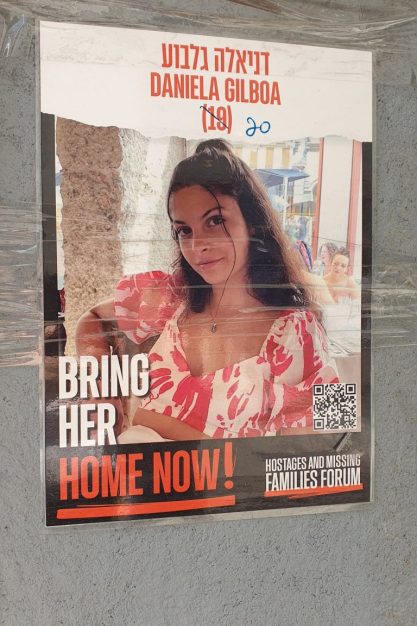 דניאלה גלבוע
DANIELA GILBOA
(19) 20
BRING
HER
HOME NOW!
HOSTAGES AND MISSING
FAMILIES FORUM